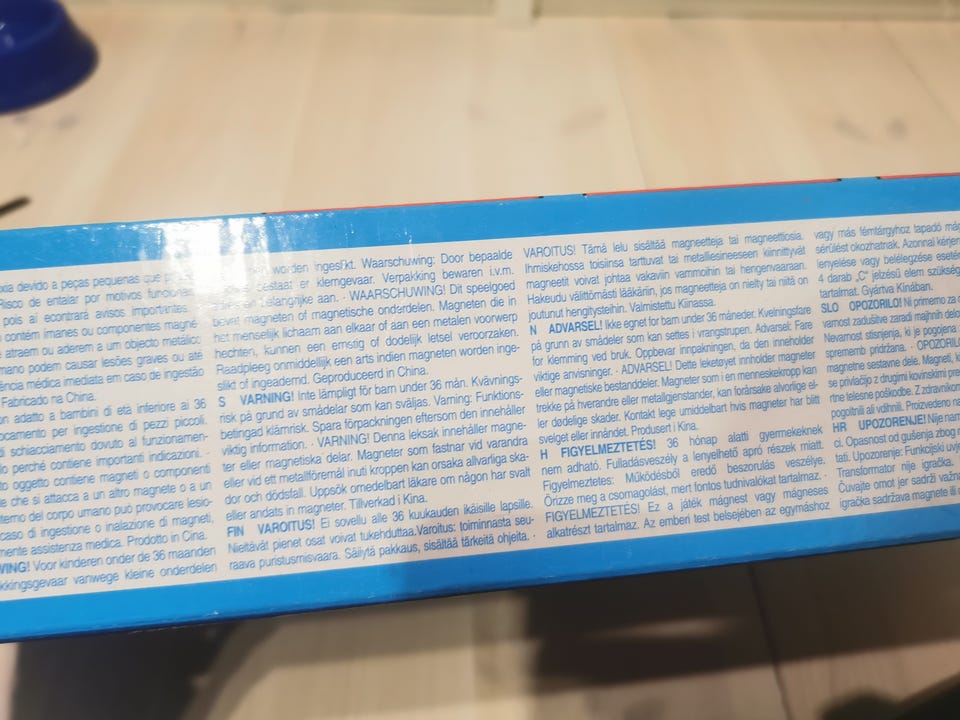 devido a peças pequenas que
Risco de entalar por motivos funcionais
pois aí econtrará avisos importantes.
contém ímanes ou componentes magné-
atraem ou aderem a um objecto metálico
mano podem causar lesões graves ou até
ência médica imediata em caso de ingestão
Fabricado na China.
on adatto a bambini di età inferiore ai 36
ocamento per ingestione di pezzi piccoli.
di schiacciamento dovuto al funzionamen-
lo perché contiene importanti indicazioni. ·
to oggetto contiene magneti o componenti
e che si attacca a un altro magnete o a un
terno del corpo umano può provocare lesio-
caso di ingestione o inalazione di magneti,
mente assistenza medica. Prodotto in Cina.
WING! Voor kinderen onder de 36 maanden
kkingsgevaar vanwege kleine onderdelen
worden ingeslikt. Waarschuwing: Door bepaalde
bestaat er klemgevaar. Verpakking bewaren i.v.m.
belangrijke aan. · WAARSCHUWING! Dit speelgoed
bevat magneten of magnetische onderdelen. Magneten die in
het menselijk lichaam aan elkaar of aan een metalen voorwerp
hechten, kunnen een ernstig of dodelijk letsel veroorzaken.
Raadpleeg onmiddellijk een arts indien magneten worden inge-
slikt of ingeademd. Geproduceerd in China.
S VARNING! Inte lämpligt för barn under 36 mån. Kvävnings-
risk på grund av smådelar som kan sväljas. Varning: Funktions-
betingad klämrisk. Spara förpackningen eftersom den innehåller
viktig information. · VARNING! Denna leksak innehåller magne-
ter eller magnetiska delar. Magneter som fastnar vid varandra
eller vid ett metallföremål inuti kroppen kan orsaka allvarliga ska-
dor och dödsfall. Uppsök omedelbart läkare om någon har svalt
eller andats in magneter. Tillverkad i Kina.
FIN VAROITUS! Ei sovellu alle 36 kuukauden ikäisille lapsille.
Nieltävät pienet osat voivat tukehduttaa.Varoitus: toiminnasta seu-
raava puristumisvaara. Säilytä pakkaus, sisältää tärkeitä ohjeita. ·
VAROITUS! Tämä lelu sisältää magneetteja tai magneettiosia.
Ihmiskehossa toisiinsa tarttuvat tai metalliesineeseen kiinnittyvät
magneetit voivat johtaa vakaviin vammoihin tai hengenvaaran.
Hakeudu välittömästi lääkäriin, jos magneetteja on nielty tai niitä on
joutunut hengitysteihin. Valmistettu Kiinassa.
N ADVARSEL! Ikke egnet for barn under 36 måneder. Kvelningsfare
på grunn av smådeler som kan settes i vrangstrupen. Advarsel: Fare
for klemming ved bruk. Oppbevar innpakningen, da den inneholder
viktige anvisninger. · ADVARSEL! Dette leketøyet innholder magneter
eller magnetiske bestanddeler. Magneter som i en menneskekropp kan
trekke på hverandre eller metallgjenstander, kan forårsake alvorlige el-
ler dødelige skader. Kontakt lege umiddelbart hvis magneter har blitt
svelget eller innåndet. Produsert i Kina.
H FIGYELMEZTETÉS! 36 hónap alatti gyermekeknek
nem adható. Fulladásveszély a lenyelhető apró részek miatt.
Figyelmeztetés: Működésből eredő beszorulás veszélye.
Őrizze meg a csomagolást, mert fontos tudnivalókat tartalmaz. ·
FIGYELMEZTETÉS! Ez a játék mágnest vagy mágneses
alkatrészt tartalmaz. Az emberi test belsejében az egymáshoz
vagy más fémtárgyhoz tapadó
sérülést okozhatnak. Azonnal kérjen
lenyelése vagy belélegzése eseté
4 darab „C" jelzésű elem szükség
tartalmat. Gyártva Kínában.
SLO OPOZORILO! Ni primerno za
varnost zadušitve zaradi majhnih delo
Nevarnost stisnjenja, ki je pogojena
sprememb pridržana. · OPOZORIL
magnetne sestavne dele. Magneti, k
se privlačijo z drugimi kovinski pre
rtne telesne poškodbe. Z zdravnikom
pogoltnili ali vdihnili. Proizvedeno na
HR UPOZORENJE! Nije nam
ci. Opasnost od gušenja zbog m
tati. Upozorenje: Funkcijski uvje
Transformator nije igračka.
Čuvajte omot jer sadrži važni
igračka sadržava magnete ili